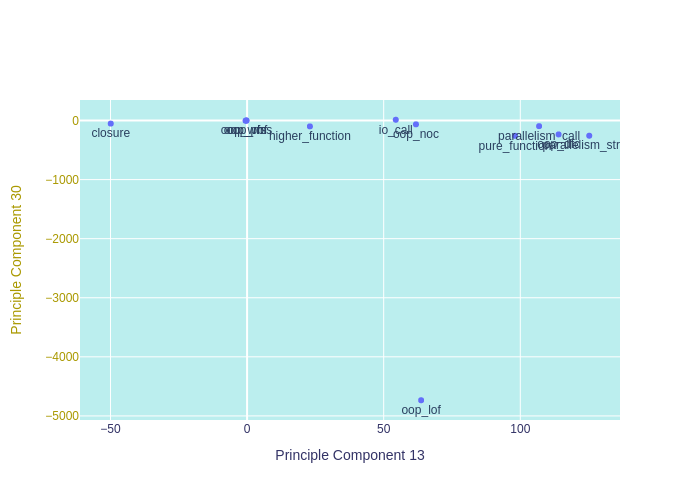 0
−1000
−2000
−3000
−4000
−5000
Principle Component 30
closure
higher_function
io_call
oop_noc
parallelism_call
pure_function
oop_lof
−50
0
50
100
Principle Component 13